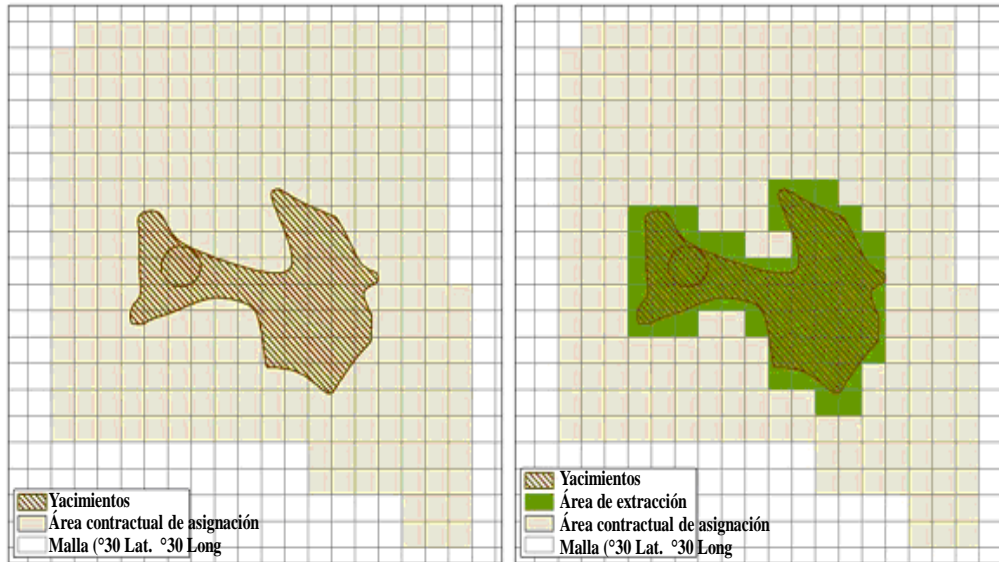 Yacimientos
Área contractual de asignación
Malla (°30 Lat. °30 Long
Yacimientos
Área de extracción
Área contractual de asignación
Malla (°30 Lat. °30 Long